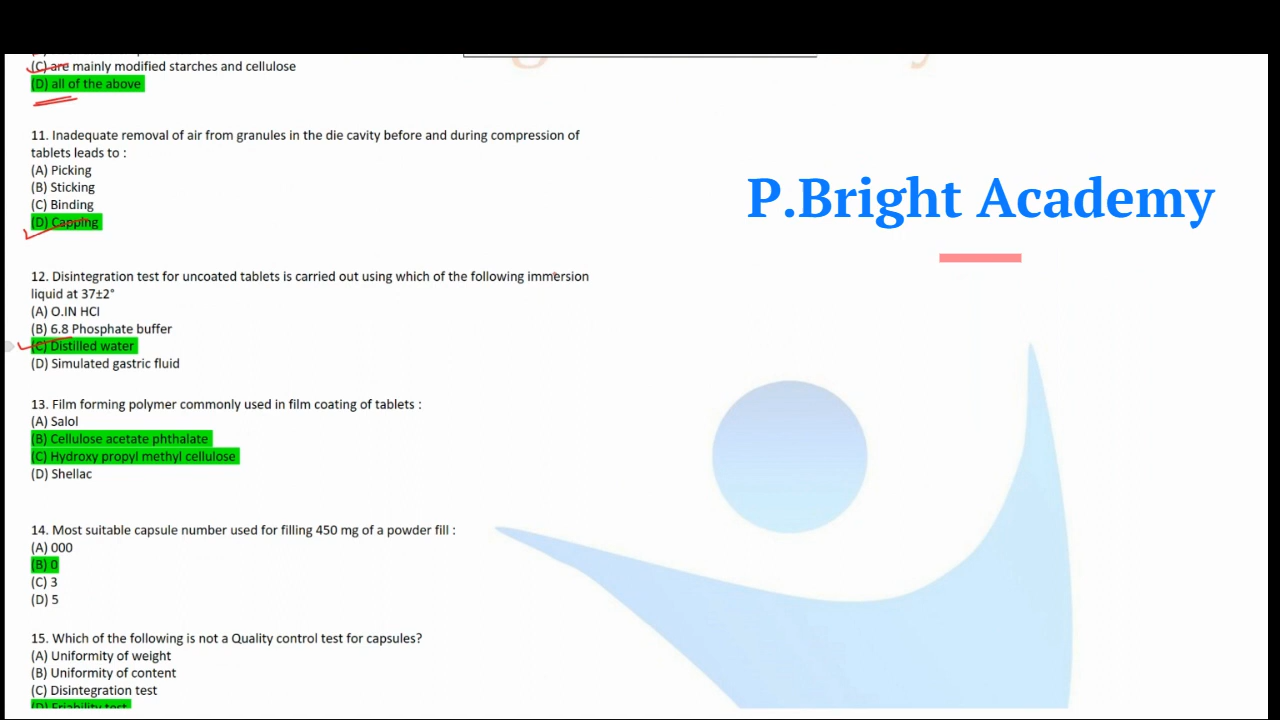 (C) are mainly modified starches and cellulose
(D) all of the above
11. Inadequate removal of air from granules in the die cavity before and during compression of
tablets leads to :
(A) Picking
(B) Sticking
(C) Binding
(D) Capping
12. Disintegration test for uncoated tablets is carried out using which of the following immersion
liquid at 37±2°
(A) O.IN HCI
(B) 6.8 Phosphate buffer
(C) Distilled water
(D) Simulated gastric fluid
13. Film forming polymer commonly used in film coating of tablets :
(A) Salol
(B) Cellulose acetate phthalate
(C) Hydroxy propyl methyl cellulose
(D) Shellac
14. Most suitable capsule number used for filling 450 mg of a powder fill :
(A) 000
(B) 0
(C) 3
(D) 5
15. Which of the following is not a Quality control test for capsules?
(A) Uniformity of weight
(B) Uniformity of content
(C) Disintegration test
(D) Friability test
P.Bright Academy